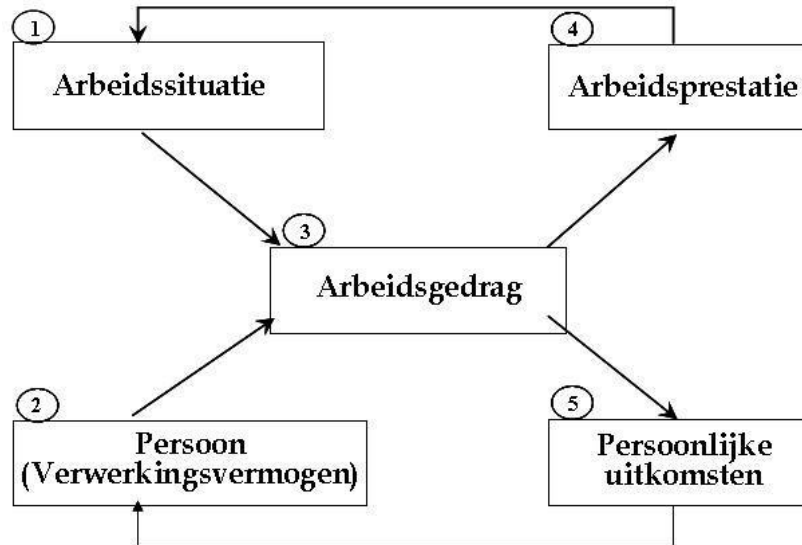 1
Arbeidssituatie
4
Arbeidsprestatie
3
Arbeidsgedrag
2
Persoon
(Verwerkingsvermogen)
5
Persoonlijke
uitkomsten